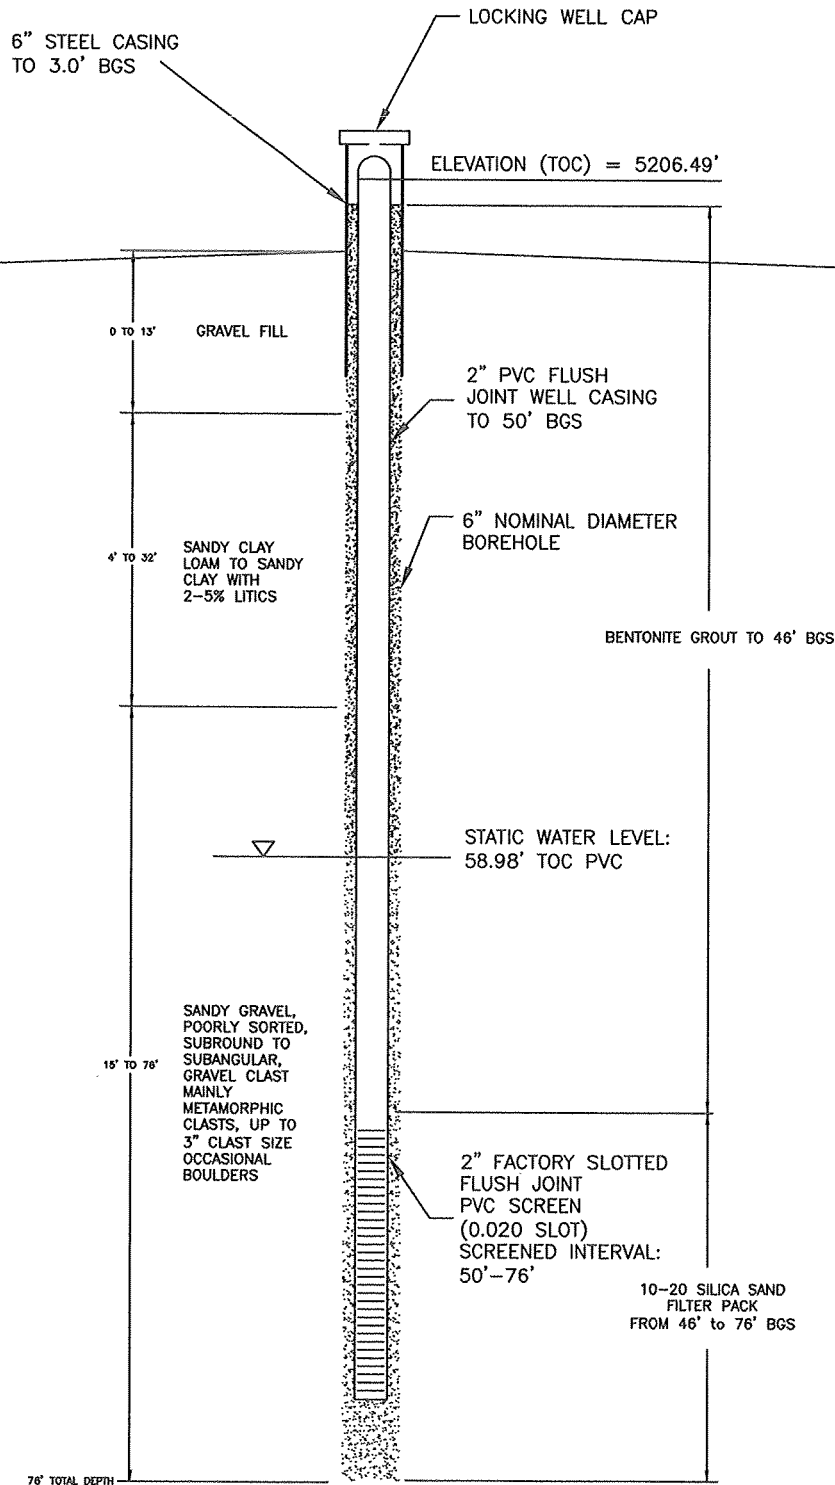 LOCKING WELL CAP
6" STEEL CASING
TO 3.0' BGS
ELEVATION (TOC) = 5206.49'
0 TO 13'
GRAVEL FILL
2" PVC FLUSH
JOINT WELL CASING
TO 50' BGS
6" NOMINAL DIAMETER
BOREHOLE
4' TO 32'
SANDY CLAY
LOAM TO SANDY
CLAY WITH
2-5% LITICS
BENTONITE GROUT TO 46' BGS
STATIC WATER LEVEL:
58.98' TOC PVC
15' TO 76'
SANDY GRAVEL,
POORLY SORTED,
SUBROUND TO
SUBANGULAR,
GRAVEL CLAST
MAINLY
METAMORPHIC
CLASTS, UP TO
3" CLAST SIZE
OCCASIONAL
BOULDERS
2" FACTORY SLOTTED
FLUSH JOINT
PVC SCREEN
(0.020 SLOT)
SCREENED INTERVAL:
50'-76'
10-20 SILICA SAND
FILTER PACK
FROM 46' to 76' BGS
76' TOTAL DEPTH